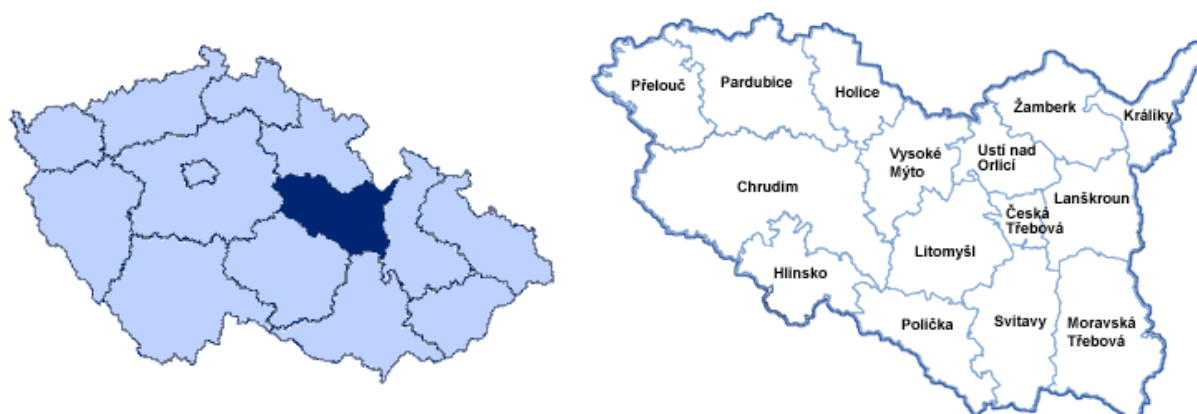 Přelouč
Pardubice
Holice
Žamberk
Králíky
Vysoké
Mýto
Ustí nad
Orlicí
Chrudim
Lanškroun
Česká
Třebová
Litomyšl
Hlinsko
Polička
Svitavy
Moravská
Třebová